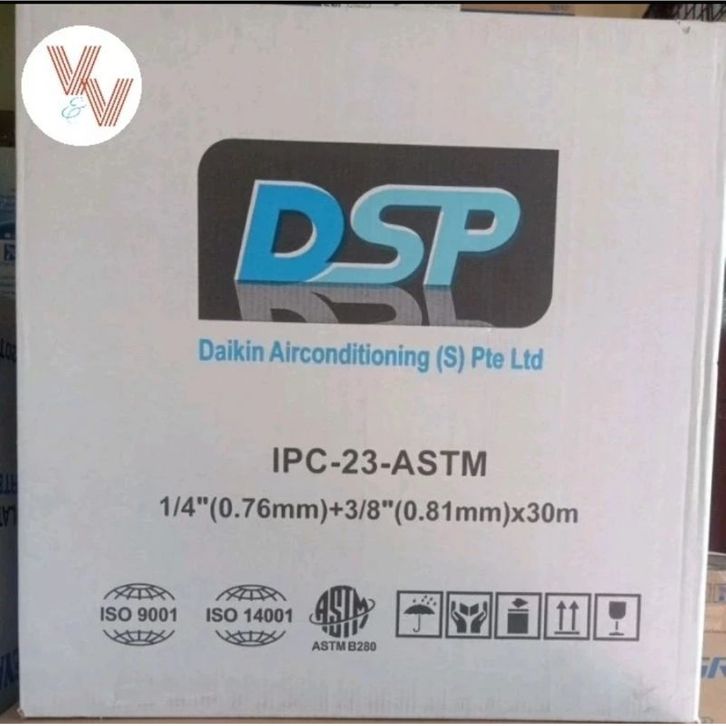 V&V
DSP
Daikin Airconditioning (S) Pte Ltd
IPC-23-ASTM
1/4"(0.76mm)+3/8"(0.81mm)x30m
ISO 9001
ISO 14001
ASTM
ASTM B280